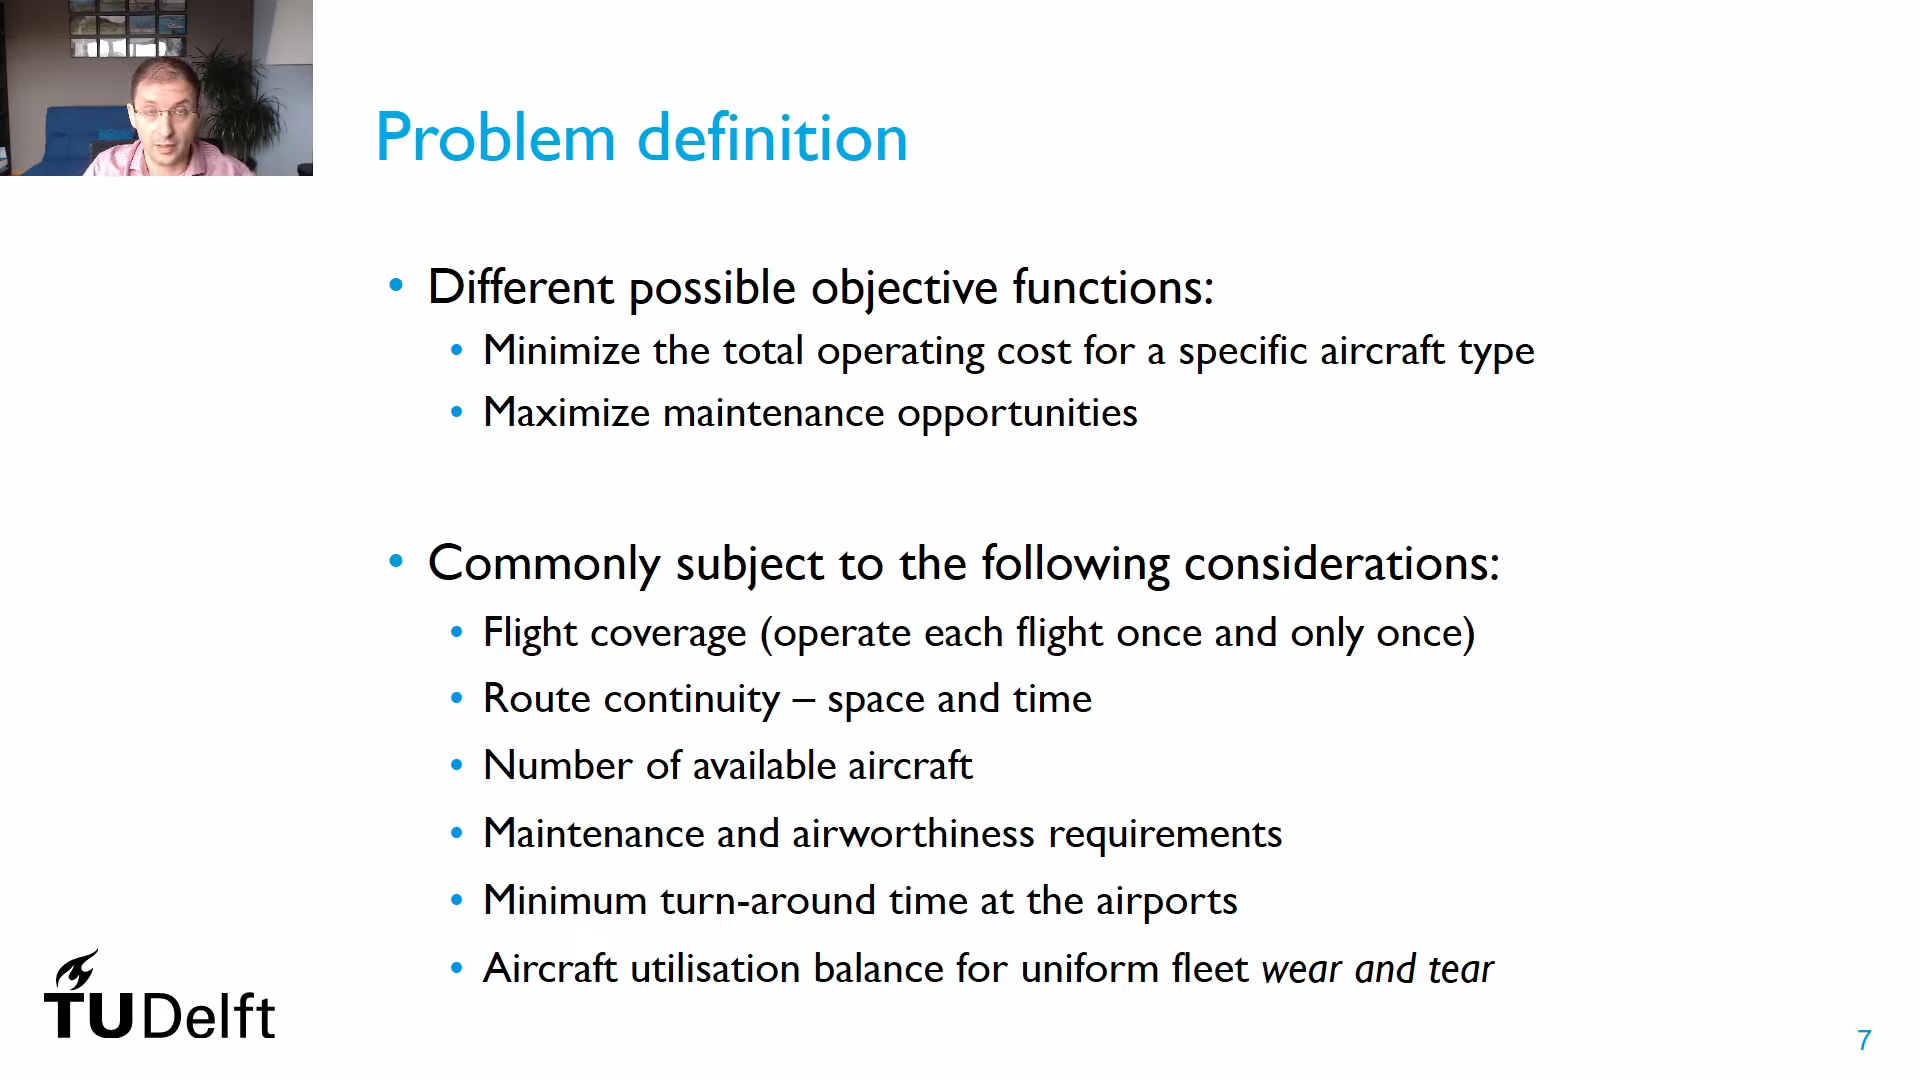 Problem definition
• Different possible objective functions:
• Minimize the total operating cost for a specific aircraft type
• Maximize maintenance opportunities
• Commonly subject to the following considerations:
• Flight coverage (operate each flight once and only once)
• Route continuity – space and time
• Number of available aircraft
• Maintenance and airworthiness requirements
• Minimum turn-around time at the airports
• Aircraft utilisation balance for uniform fleet wear and tear
TUDelft
7